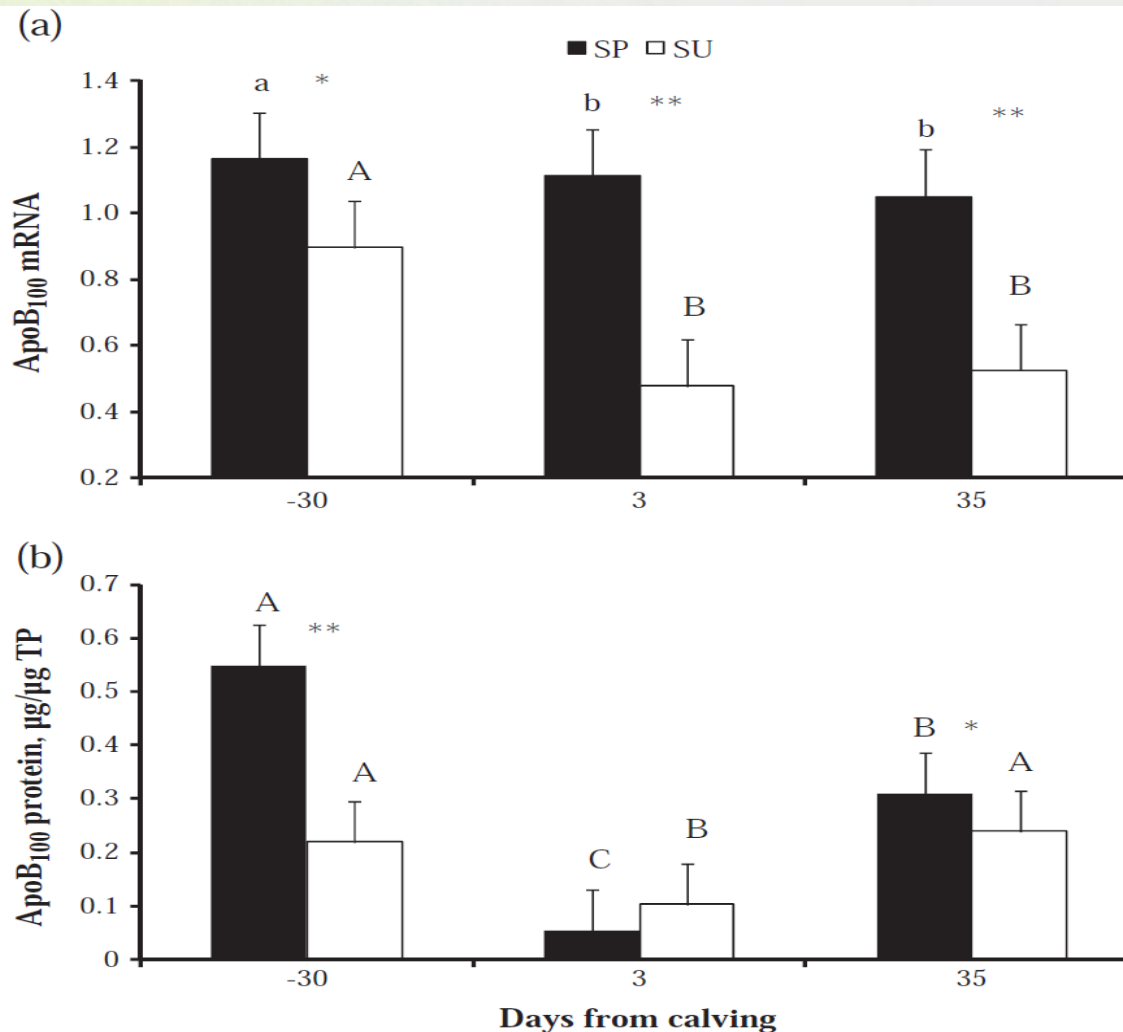 (a)
SP SU
1.4
1.2
1.0
0.8
0.6
0.4
0.2
ApoB100 mRNA
a * A
b ** B
b ** B
-30 3 35
(b)
0.7
0.6
0.5
0.4
0.3
0.2
0.1
0
ApoB100 protein, µg/µg TP
A ** A
C B
B * A
-30 3 35
Days from calving